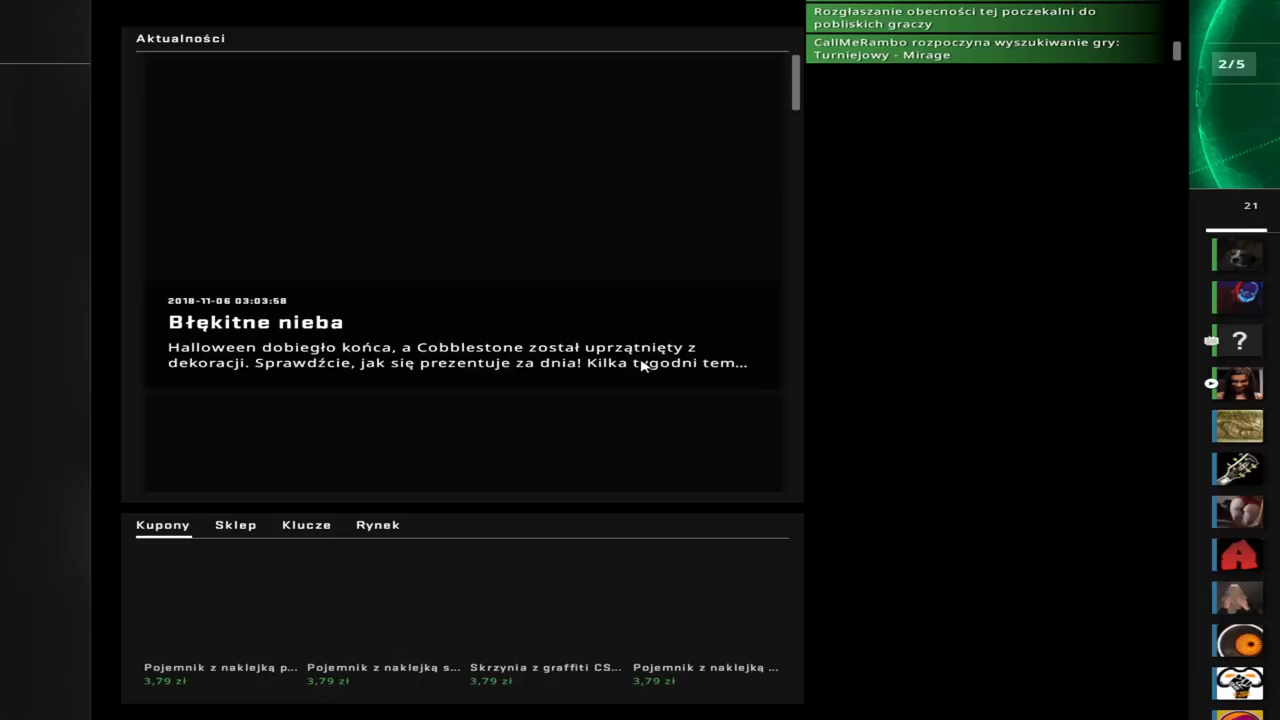 Aktualności
2018-11-06 03:03:58
Błękitne nieba
Halloween dobiegło końca, a Cobblestone został uprzątnięty z
dekoracji. Sprawdźcie, jak się prezentuje za dnia! Kilka tygodni tem...
Kupony Sklep Klucze Rynek
Pojemnik z naklejką p... Pojemnik z naklejką s... Skrzynia z graffiti CS... Pojemnik z naklejką ...
3,79 zł 3,79 zł 3,79 zł 3,79 zł
Rozgłaszanie obecności tej poczekalni do
pobliskich graczy
CallMeRambo rozpoczyna wyszukiwanie gry:
Turniejowy - Mirage
2/5
21
?
A